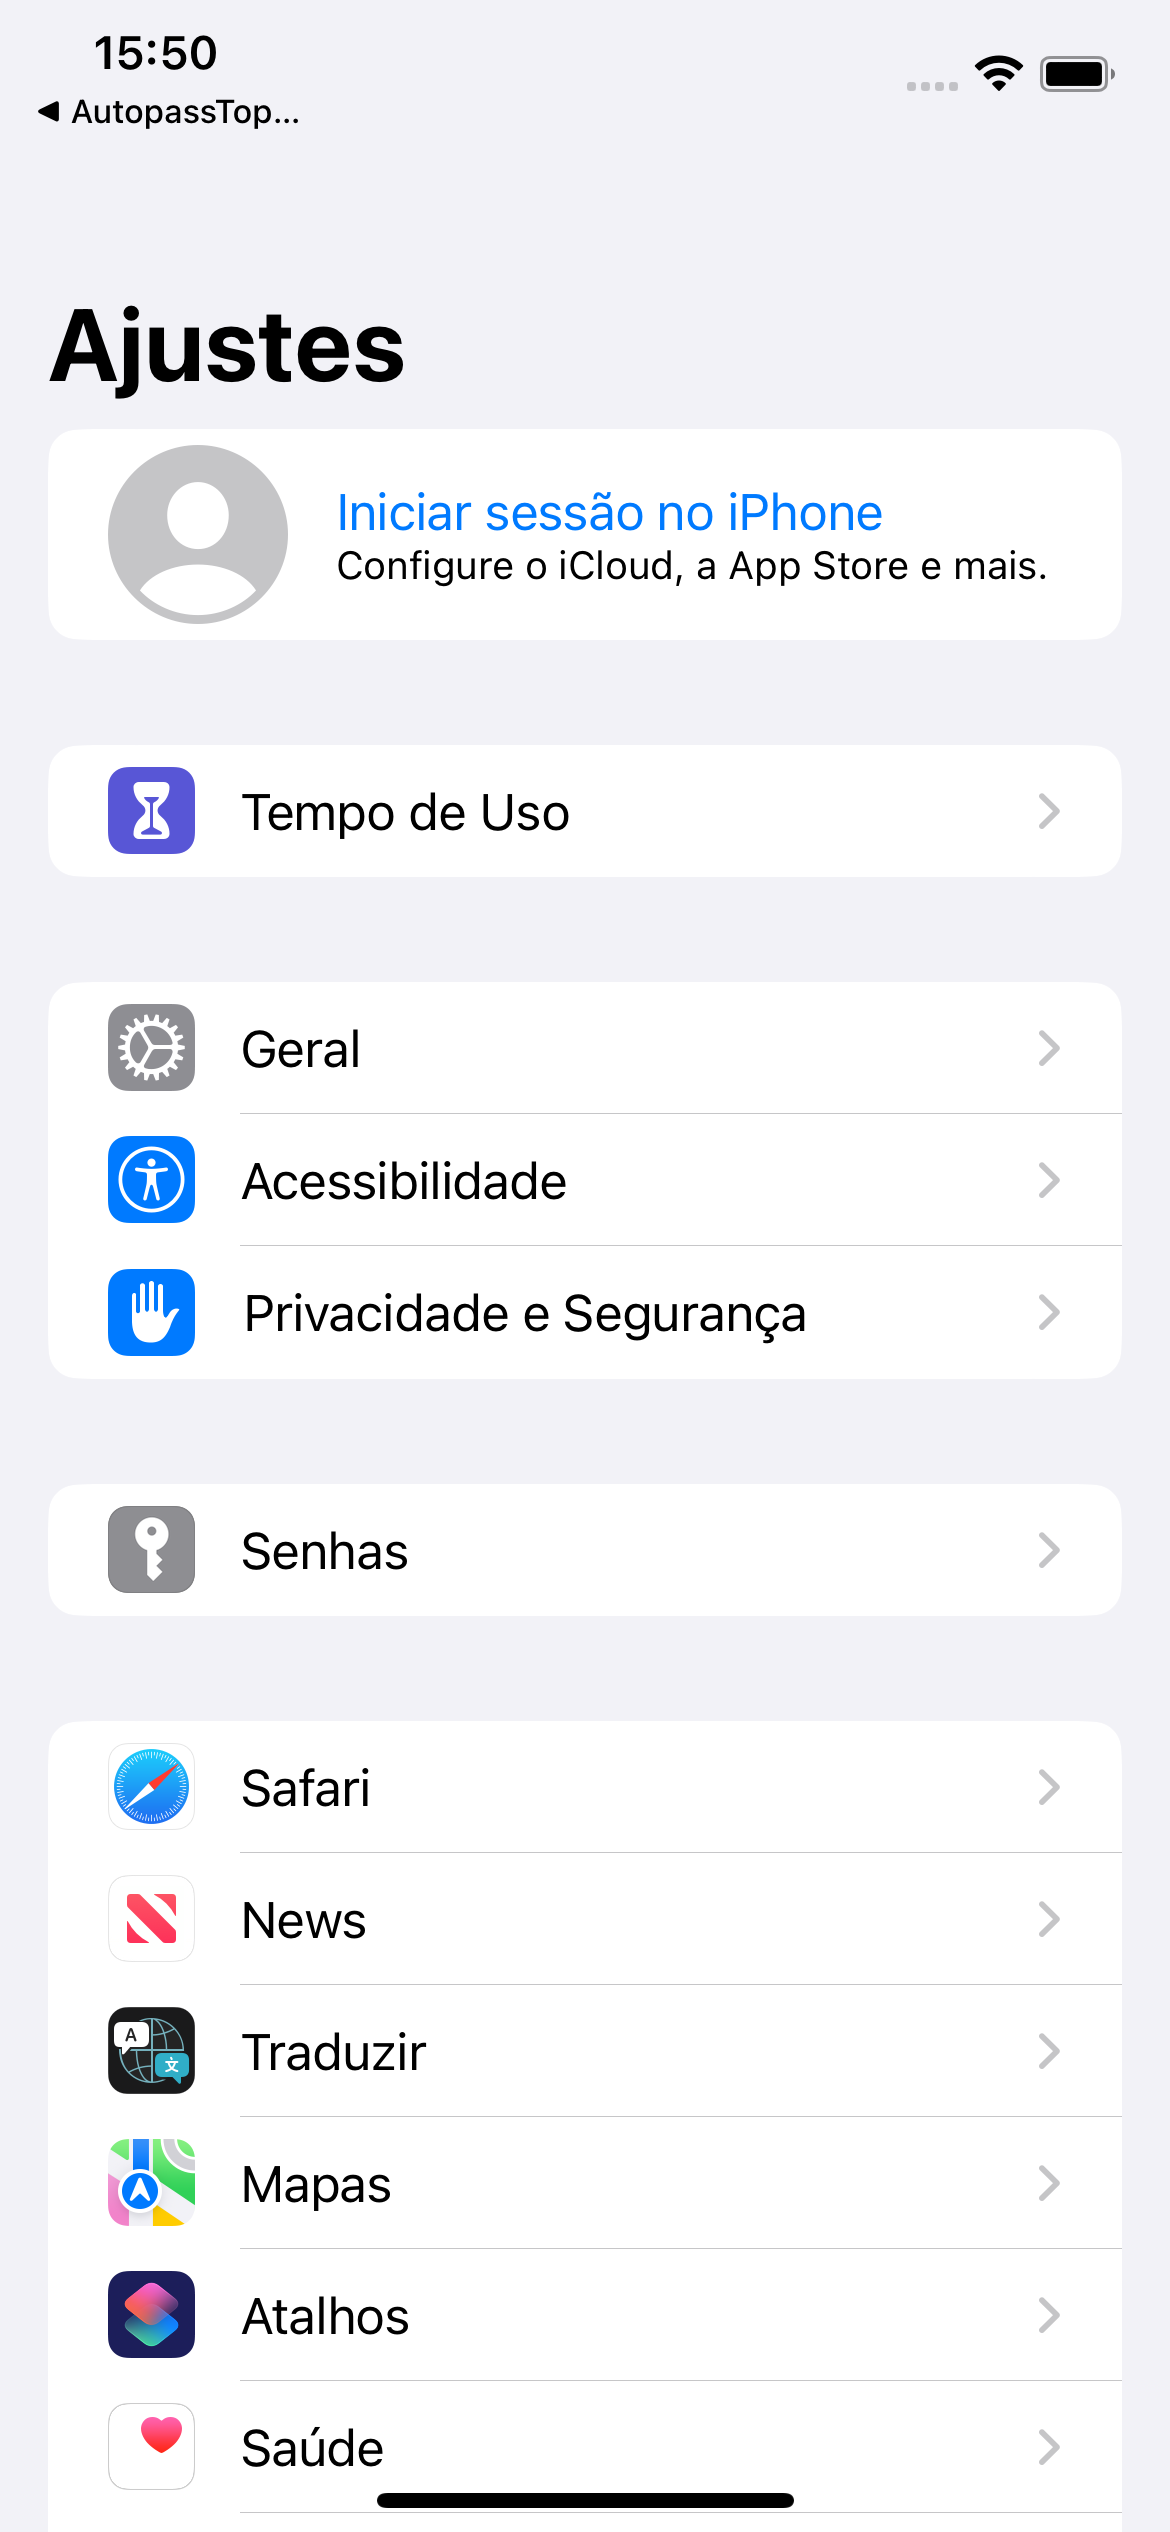 15:50
AutopassTop...
Ajustes
Iniciar sessão no iPhone
Configure o iCloud, a App Store e mais.
Tempo de Uso
Geral
Acessibilidade
Privacidade e Segurança
Senhas
Safari
News
A
文
Traduzir
Mapas
Atalhos
Saúde